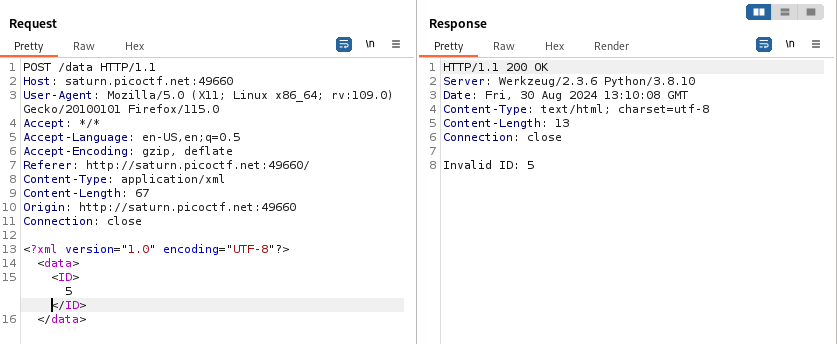 Request
Pretty Raw Hex
\n
1 POST /data HTTP/1.1
2 Host: saturn.picoctf.net:49660
3 User-Agent: Mozilla/5.0 (X11; Linux x86_64; rv:109.0)
Gecko/20100101 Firefox/115.0
4 Accept: */*
5 Accept-Language: en-US,en;q=0.5
6 Accept-Encoding: gzip, deflate
7 Referer: http://saturn.picoctf.net:49660/
8 Content-Type: application/xml
9 Content-Length: 67
10 Origin: http://saturn.picoctf.net:49660
11 Connection: close
12
13 <?xml version="1.0" encoding="UTF-8"?>
14 <data>
15 <ID>
5
</ID>
16 </data>
Response
Pretty Raw Hex Render
\n
1 HTTP/1.1 200 OK
2 Server: Werkzeug/2.3.6 Python/3.8.10
3 Date: Fri, 30 Aug 2024 13:10:08 GMT
4 Content-Type: text/html; charset=utf-8
5 Content-Length: 13
6 Connection: close
7
8 Invalid ID: 5